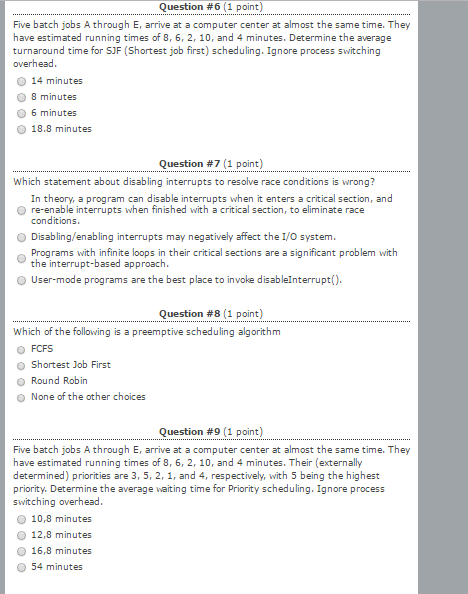 Question #6 (1 point)
Five batch jobs A through E, arrive at a computer center at almost the same time. They
have estimated running times of 8, 6, 2, 10, and 4 minutes. Determine the average
turnaround time for SJF (Shortest job first) scheduling. Ignore process switching
overhead.
14 minutes
8 minutes
6 minutes
18.8 minutes
Question #7 (1 point)
Which statement about disabling interrupts to resolve race conditions is wrong?
In theory, a program can disable interrupts when it enters a critical section, and
re-enable interrupts when finished with a critical section, to eliminate race
conditions.
Disabling/enabling interrupts may negatively affect the I/O system.
Programs with infinite loops in their critical sections are a significant problem with
the interrupt-based approach.
User-mode programs are the best place to invoke disableInterrupt().
Question #8 (1 point)
Which of the following is a preemptive scheduling algorithm
FCFS
Shortest Job First
Round Robin
None of the other choices
Question #9 (1 point)
Five batch jobs A through E, arrive at a computer center at almost the same time. They
have estimated running times of 8, 6, 2, 10, and 4 minutes. Their (externally
determined) priorities are 3, 5, 2, 1, and 4, respectively, with 5 being the highest
priority. Determine the average waiting time for Priority scheduling. Ignore process
switching overhead.
10,8 minutes
12,8 minutes
16,8 minutes
54 minutes